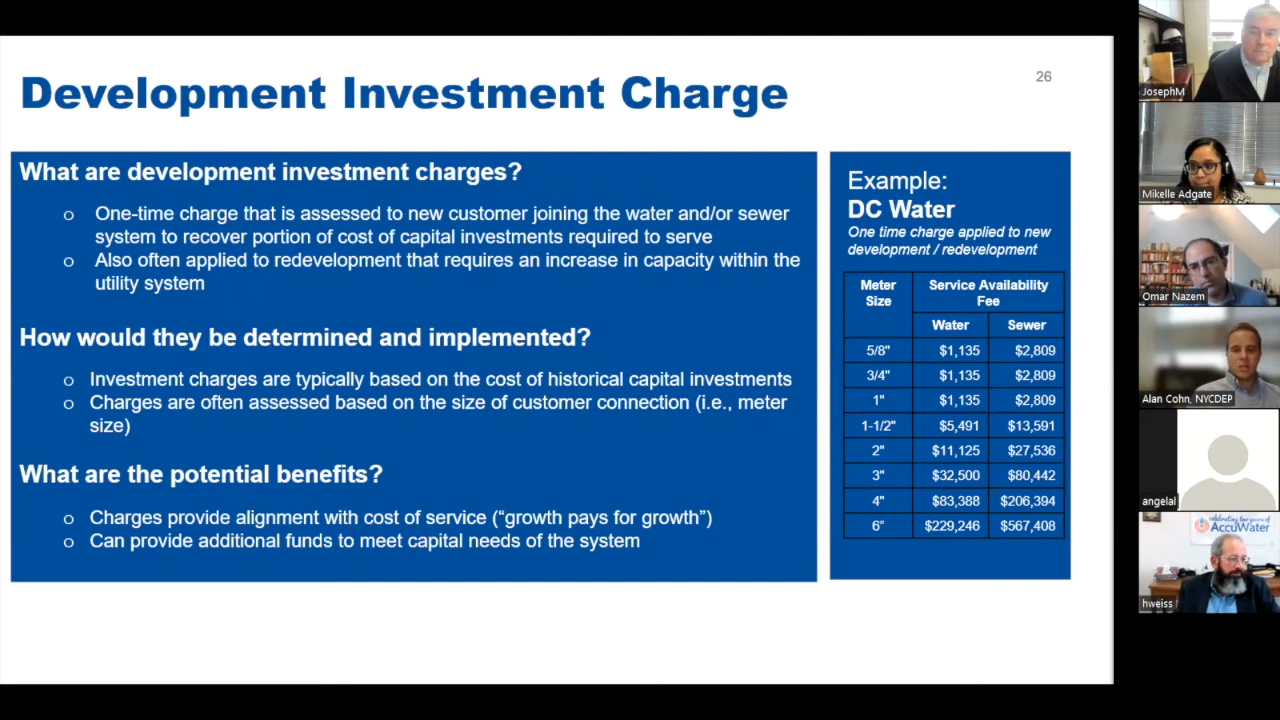 Development Investment Charge
26
What are development investment charges?
o One-time charge that is assessed to new customer joining the water and/or sewer
system to recover portion of cost of capital investments required to serve
o Also often applied to redevelopment that requires an increase in capacity within the
utility system
How would they be determined and implemented?
o Investment charges are typically based on the cost of historical capital investments
o Charges are often assessed based on the size of customer connection (i.e., meter
size)
What are the potential benefits?
o Charges provide alignment with cost of service (“growth pays for growth”)
o Can provide additional funds to meet capital needs of the system
Example:
DC Water
One time charge applied to new
development / redevelopment
Meter Size Service Availability Fee
Water Sewer
5/8" $1,135 $2,809
3/4" $1,135 $2,809
1" $1,135 $2,809
1-1/2" $5,491 $13,591
2" $11,125 $27,536
3" $32,500 $80,442
4" $83,388 $206,394
6” $229,246 $567,408
JosephM
Mikelle Adgate
Omar Nazem
Alan Cohn, NYCDEP
angelal
celebrating ten years of
AccuWater
hweiss